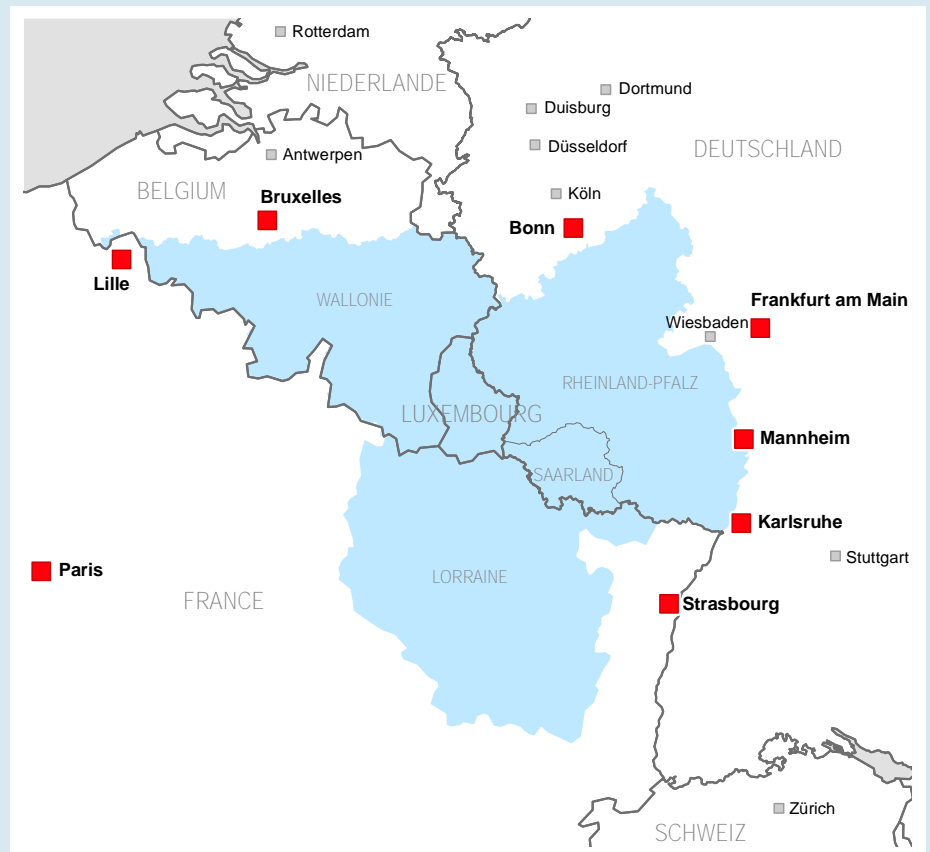 Rotterdam
NIEDERLANDE
Dortmund
Duisburg
Düsseldorf
DEUTSCHLAND
Antwerpen
BELGIUM
Bruxelles
Köln
Bonn
Lille
WALLONIE
Frankfurt am Main
Wiesbaden
RHEINLAND-PFALZ
LUXEMBOURG
Mannheim
SAARLAND
Karlsruhe
Stuttgart
Paris
LORRAINE
FRANCE
Strasbourg
Zürich
SCHWEIZ